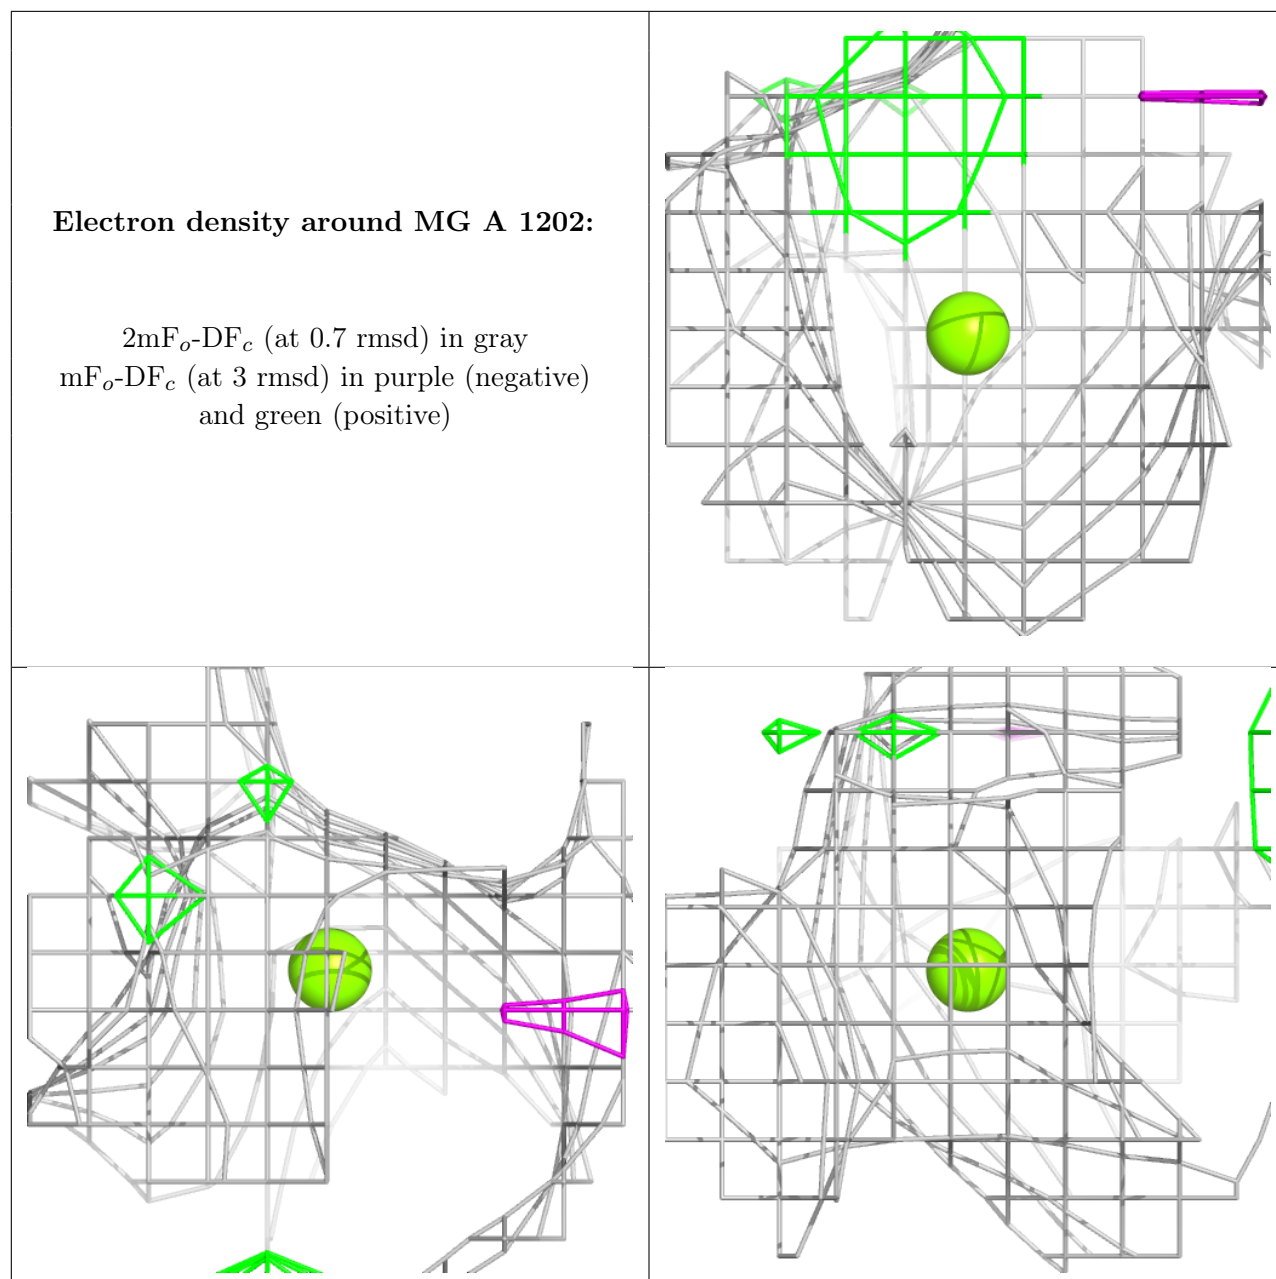 Electron density around MG A 1202:
2mFo-DFc (at 0.7 rmsd) in gray
mFo-DFc (at 3 rmsd) in purple (negative)
and green (positive)